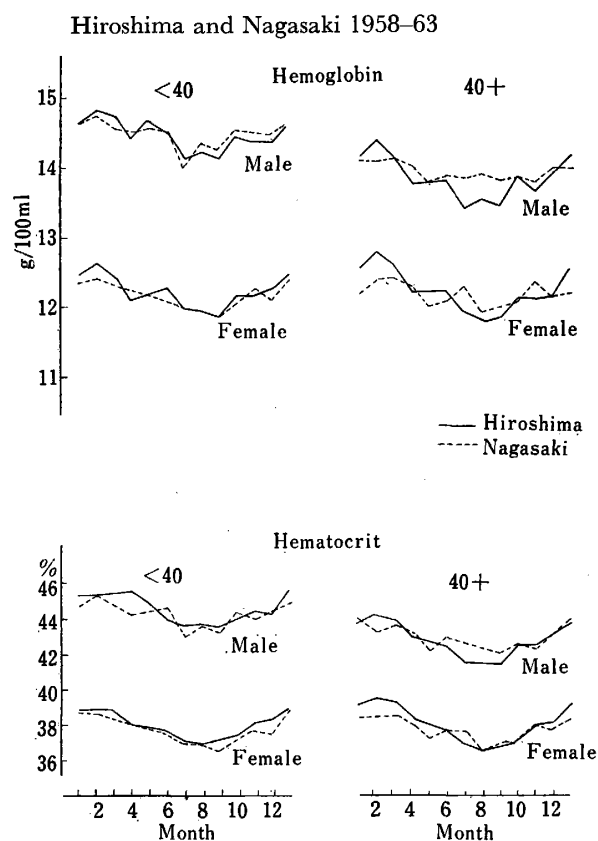 Hiroshima and Nagasaki 1958–63
Hemoglobin
<40
40+
15
14
13
12
11
g/100ml
Male
Male
Female
Female
Hiroshima
Nagasaki
Hematocrit
%
<40
40+
46
44
42
40
38
36
Male
Male
Female
Female
2 4 6 8 10 12
2 4 6 8 10 12
Month
Month